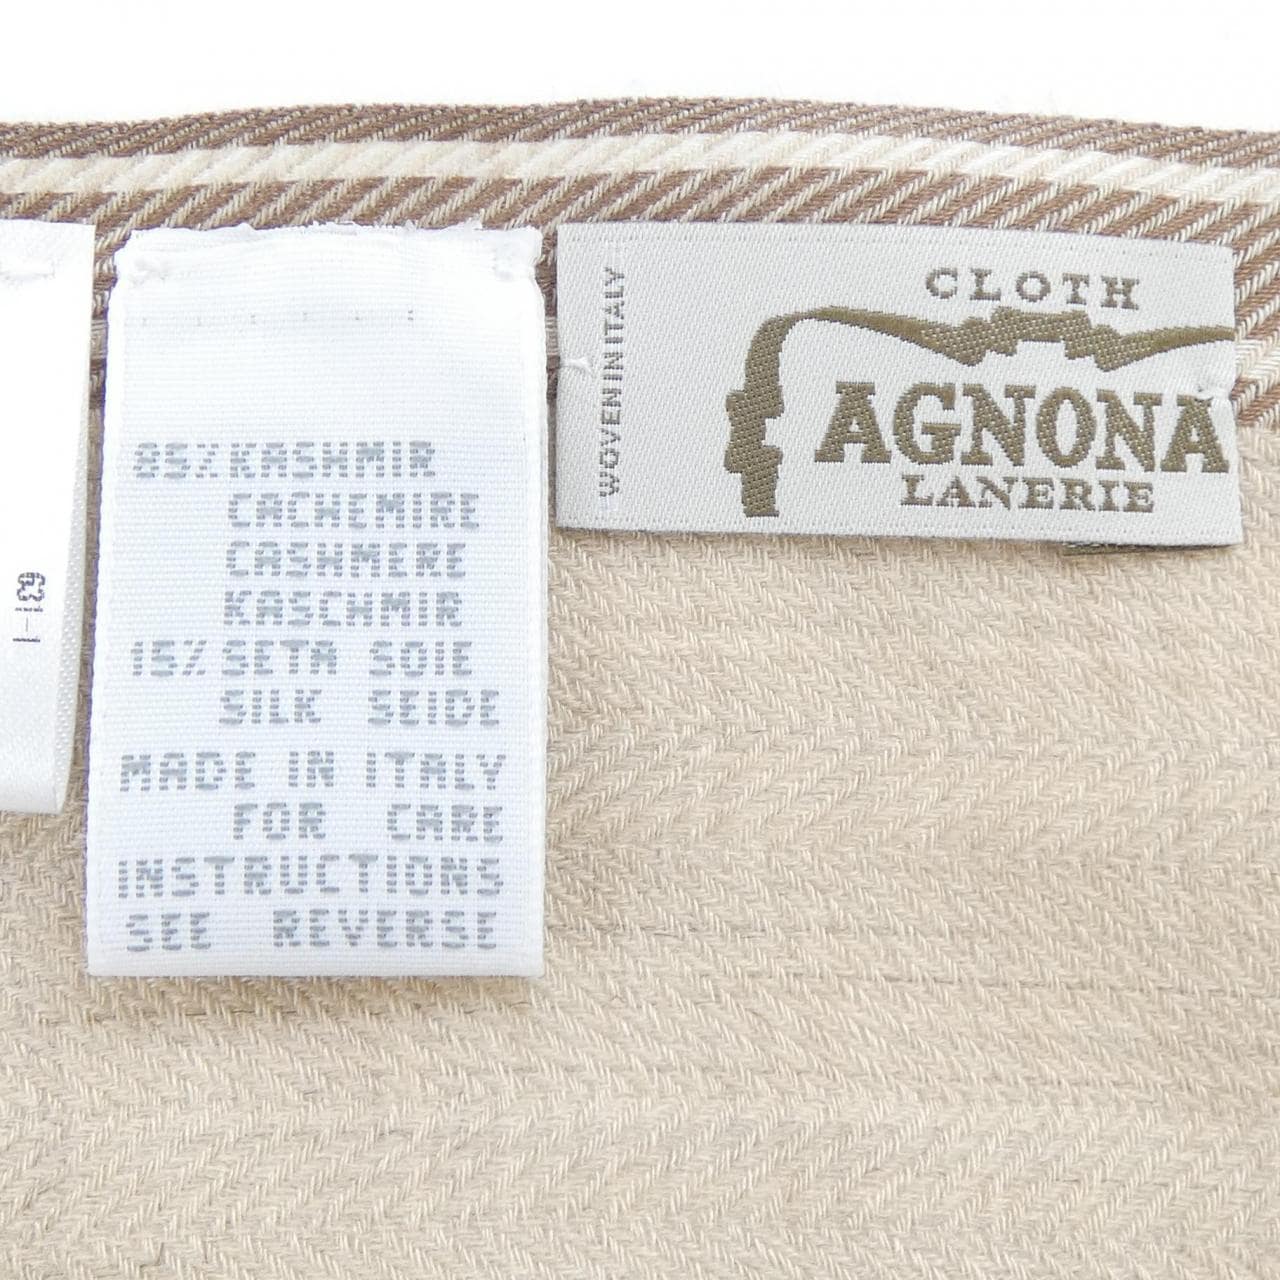 85% KASHMIR
CACHEMIRE
CASHMERE
KASCHMIR
15% SETA SOIE
SILK SEIDE
MADE IN ITALY
FOR CARE
INSTRUCTIONS
SEE REVERSE
WOVEN IN ITALY
CLOTH
AGNONA
LANERIE